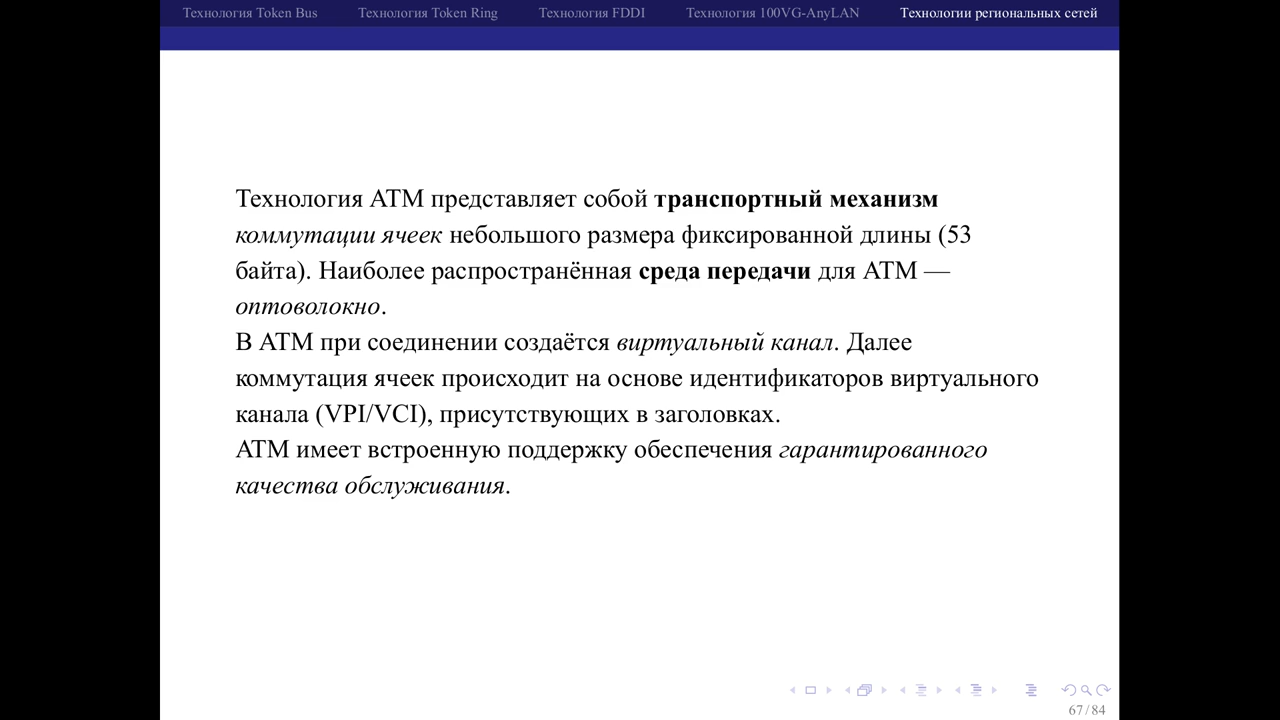 Технология Token Bus Технология Token Ring Технология FDDI Технология 100VG-AnyLAN Технологии региональных сетей
Технология ATM представляет собой транспортный механизм
коммутации ячеек небольшого размера фиксированной длины (53
байта). Наиболее распространённая среда передачи для ATM —
оптоволокно.
В ATM при соединении создаётся виртуальный канал. Далее
коммутация ячеек происходит на основе идентификаторов виртуального
канала (VPI/VCI), присутствующих в заголовках.
ATM имеет встроенную поддержку обеспечения гарантированного
качества обслуживания.
67 / 84